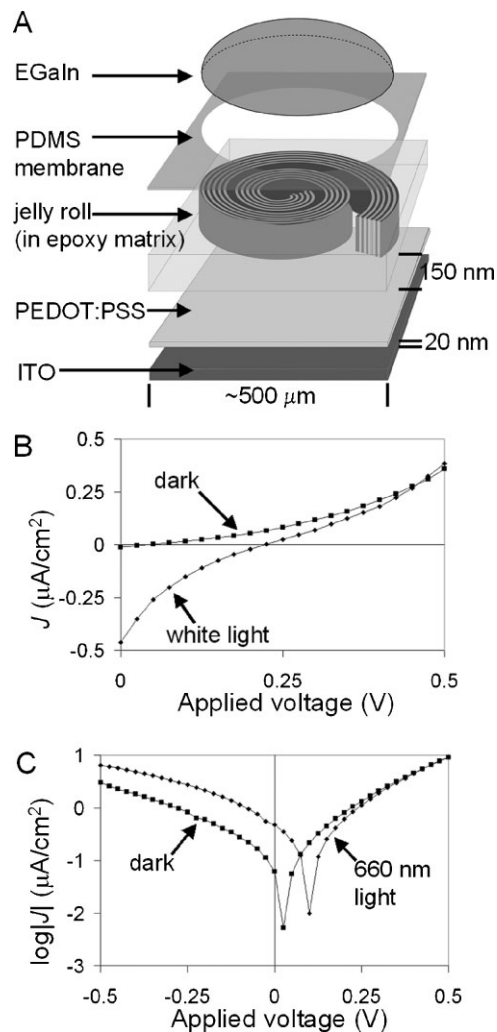 A
EGaIn
PDMS
membrane
jelly roll
(in epoxy matrix)
150 nm
PEDOT:PSS
20 nm
ITO
~500 μm
B
0.5
0.25
0
-0.25
-0.5
J (μA/cm²)
dark
white light
0
0.25
0.5
Applied voltage (V)
C
1
0
-1
-2
-3
log|J| (μA/cm²)
dark
660 nm
light
-0.5
-0.25
0
0.25
0.5
Applied voltage (V)